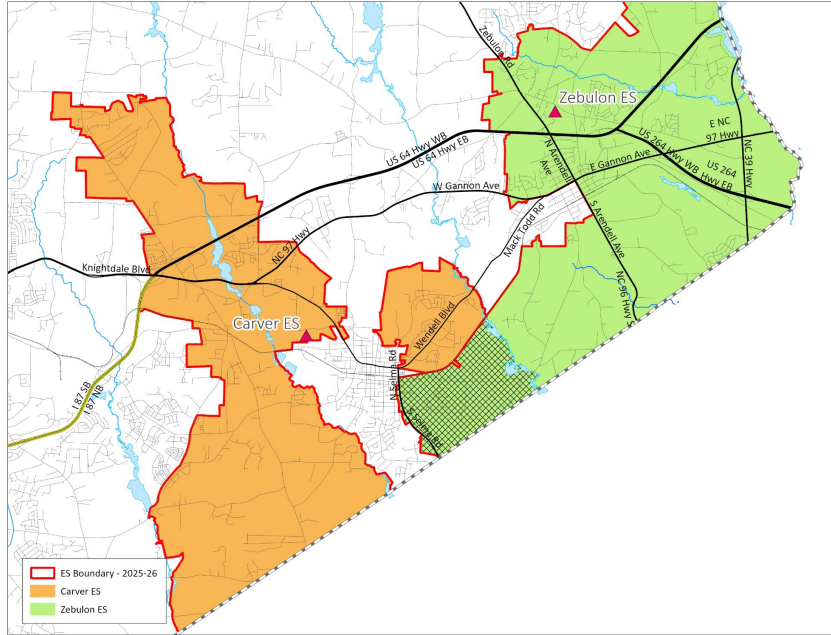 Zebulon Rd
Zebulon ES
US 64 Hwy WB
US 64 Hwy EB
N Arendell
Ave
E NC
97 Hwy
US 264 Hwy WB
US 264
Hwy EB
NC 39 Hwy
E Gannon Ave
W Gannon Ave
Mack Todd Rd
S Arendell Ave
NC 96 Hwy S
NC 97 Hwy
Knightdale Blvd
Carver ES
Wendell Blvd
N Selma Rd
S Selma Rd
I 87 SB
I 87 NB
ES Boundary - 2025-26
Carver ES
Zebulon ES